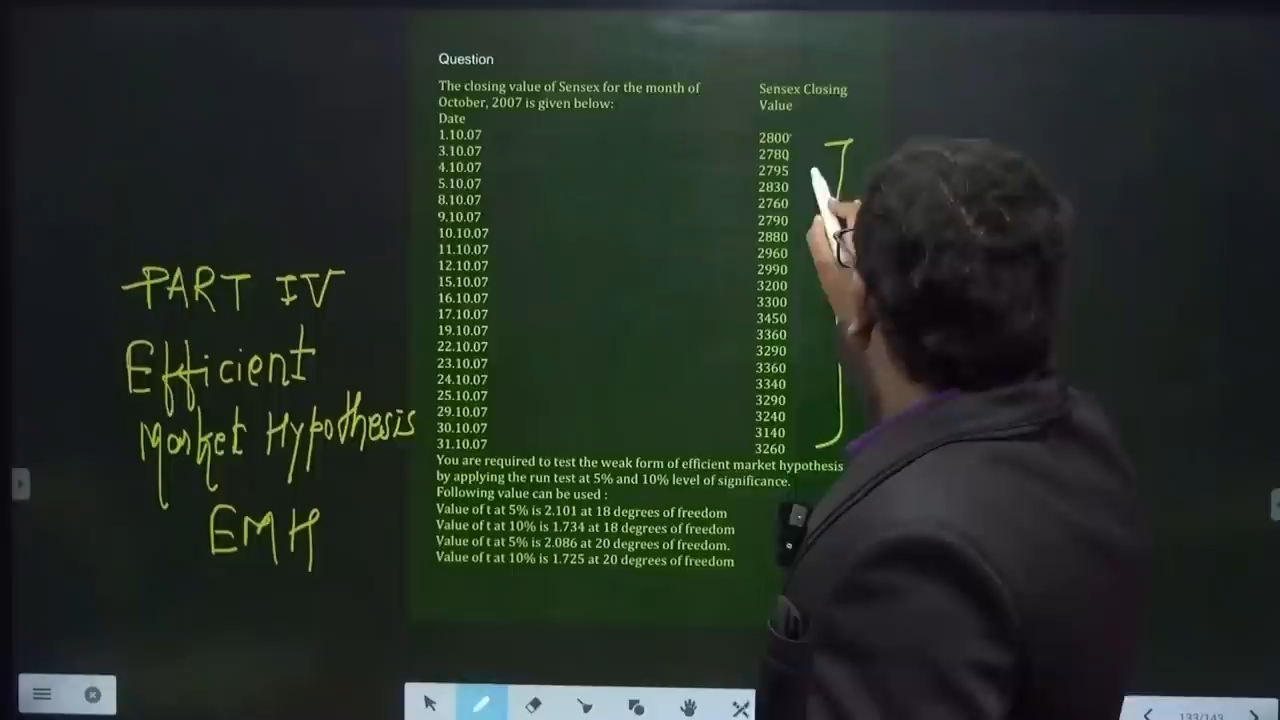 Question
The closing value of Sensex for the month of
October, 2007 is given below:
Sensex Closing
Value
Date
1.10.07 2800
3.10.07 2780
4.10.07 2795
5.10.07 2830
8.10.07 2760
9.10.07 2790
10.10.07 2880
11.10.07 2960
12.10.07 2990
15.10.07 3200
16.10.07 3300
17.10.07 3450
19.10.07 3360
22.10.07 3290
23.10.07 3360
24.10.07 3340
25.10.07 3290
29.10.07 3240
30.10.07 3140
31.10.07 3260
You are required to test the weak form of efficient market hypothesis
by applying the run test at 5% and 10% level of significance.
Following value can be used :
Value of t at 5% is 2.101 at 18 degrees of freedom
Value of t at 10% is 1.734 at 18 degrees of freedom
Value of t at 5% is 2.086 at 20 degrees of freedom.
Value of t at 10% is 1.725 at 20 degrees of freedom
PART IV
Efficient
Market Hypothesis
EMH
133/143